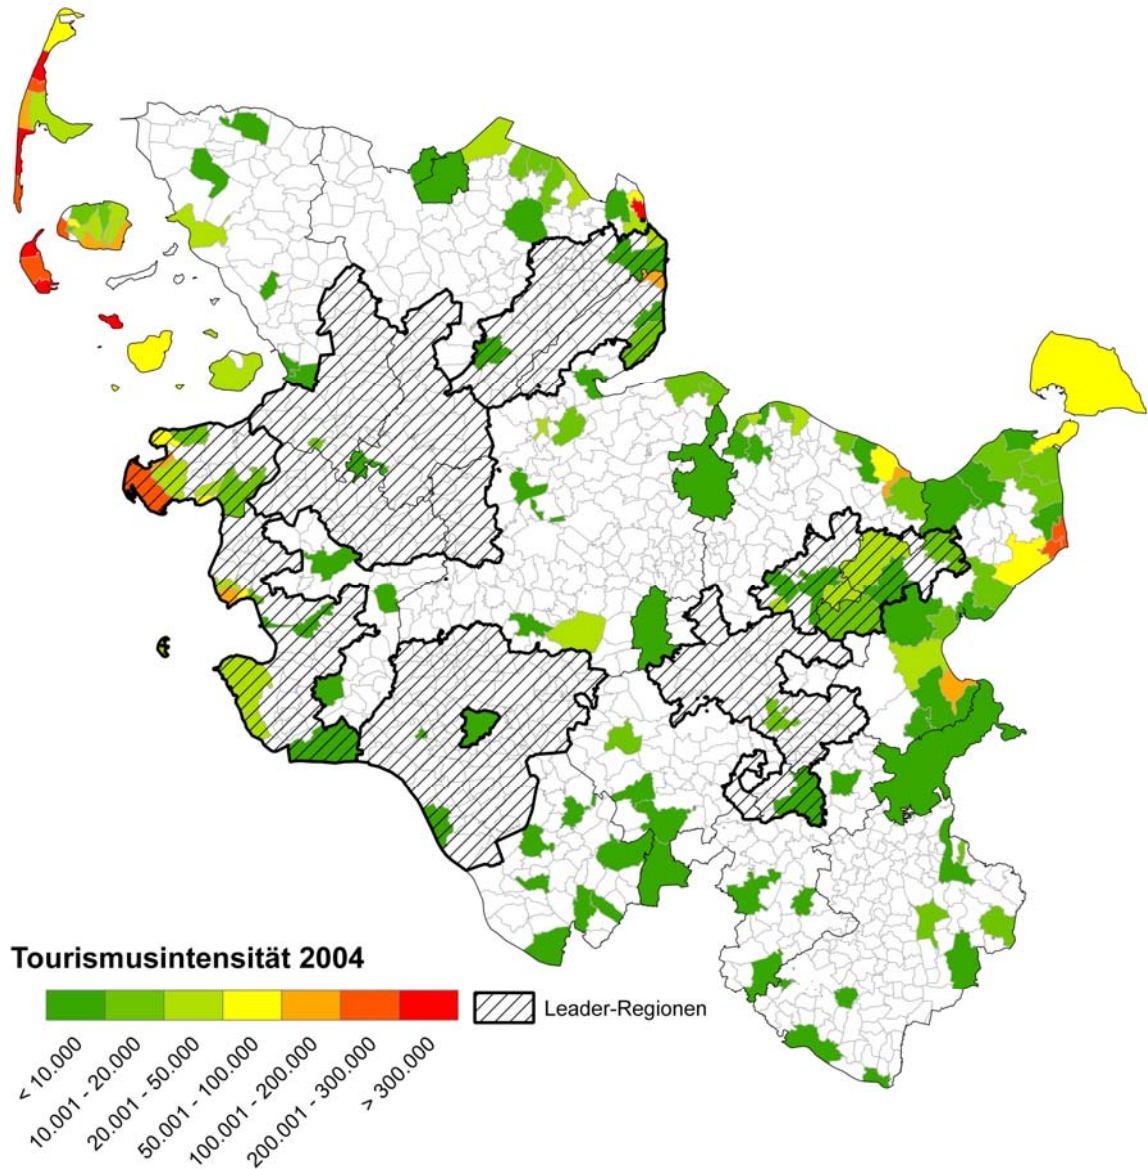 Tourismusintensität 2004
Leader-Regionen
< 10.000
10.001 - 20.000
20.001 - 50.000
50.001 - 100.000
100.001 - 200.000
200.001 - 300.000
> 300.000